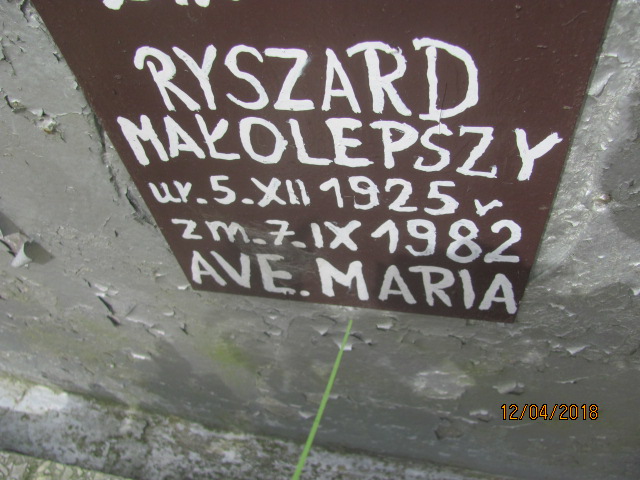 RYSZARD
MAŁOLEPSZY
ur. 5. XII 1925 r
zm. 7. IX 1982
AVE. MARIA
12/04/2018